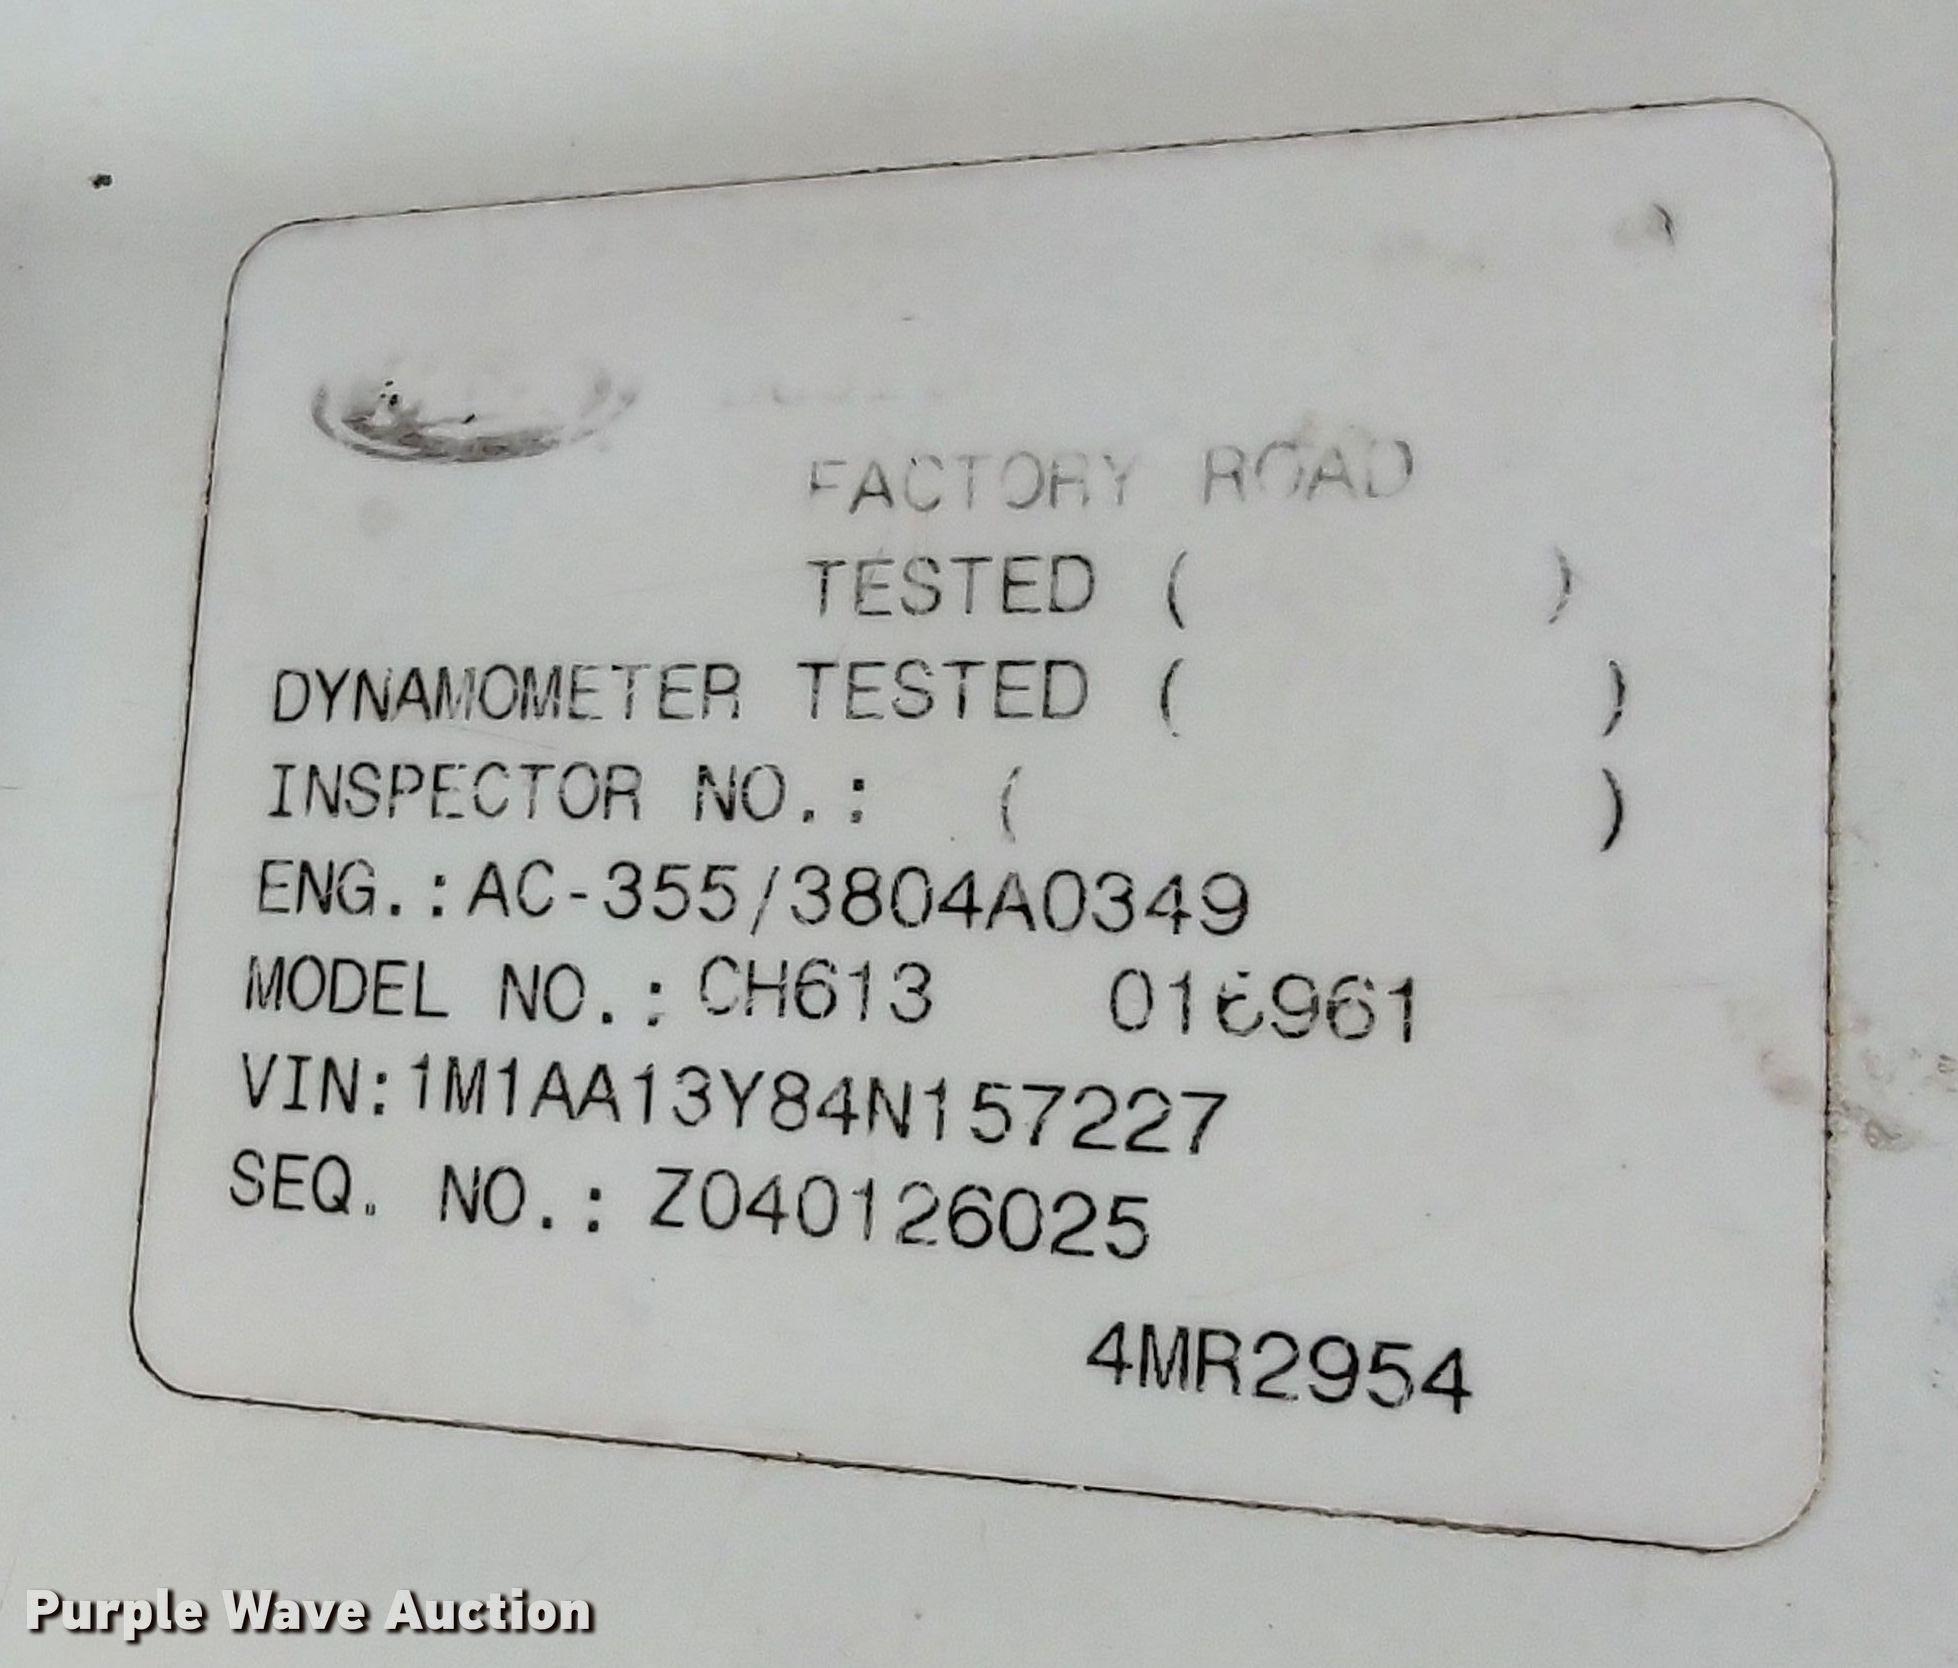 FACTORY ROAD
TESTED ( )
DYNAMOMETER TESTED ( )
INSPECTOR NO.: ( )
ENG.:AC-355/3804A0349
MODEL NO.: CH613 016961
VIN:1M1AA13Y84N157227
SEQ. NO.: Z040126025
4MR2954
Purple Wave Auction